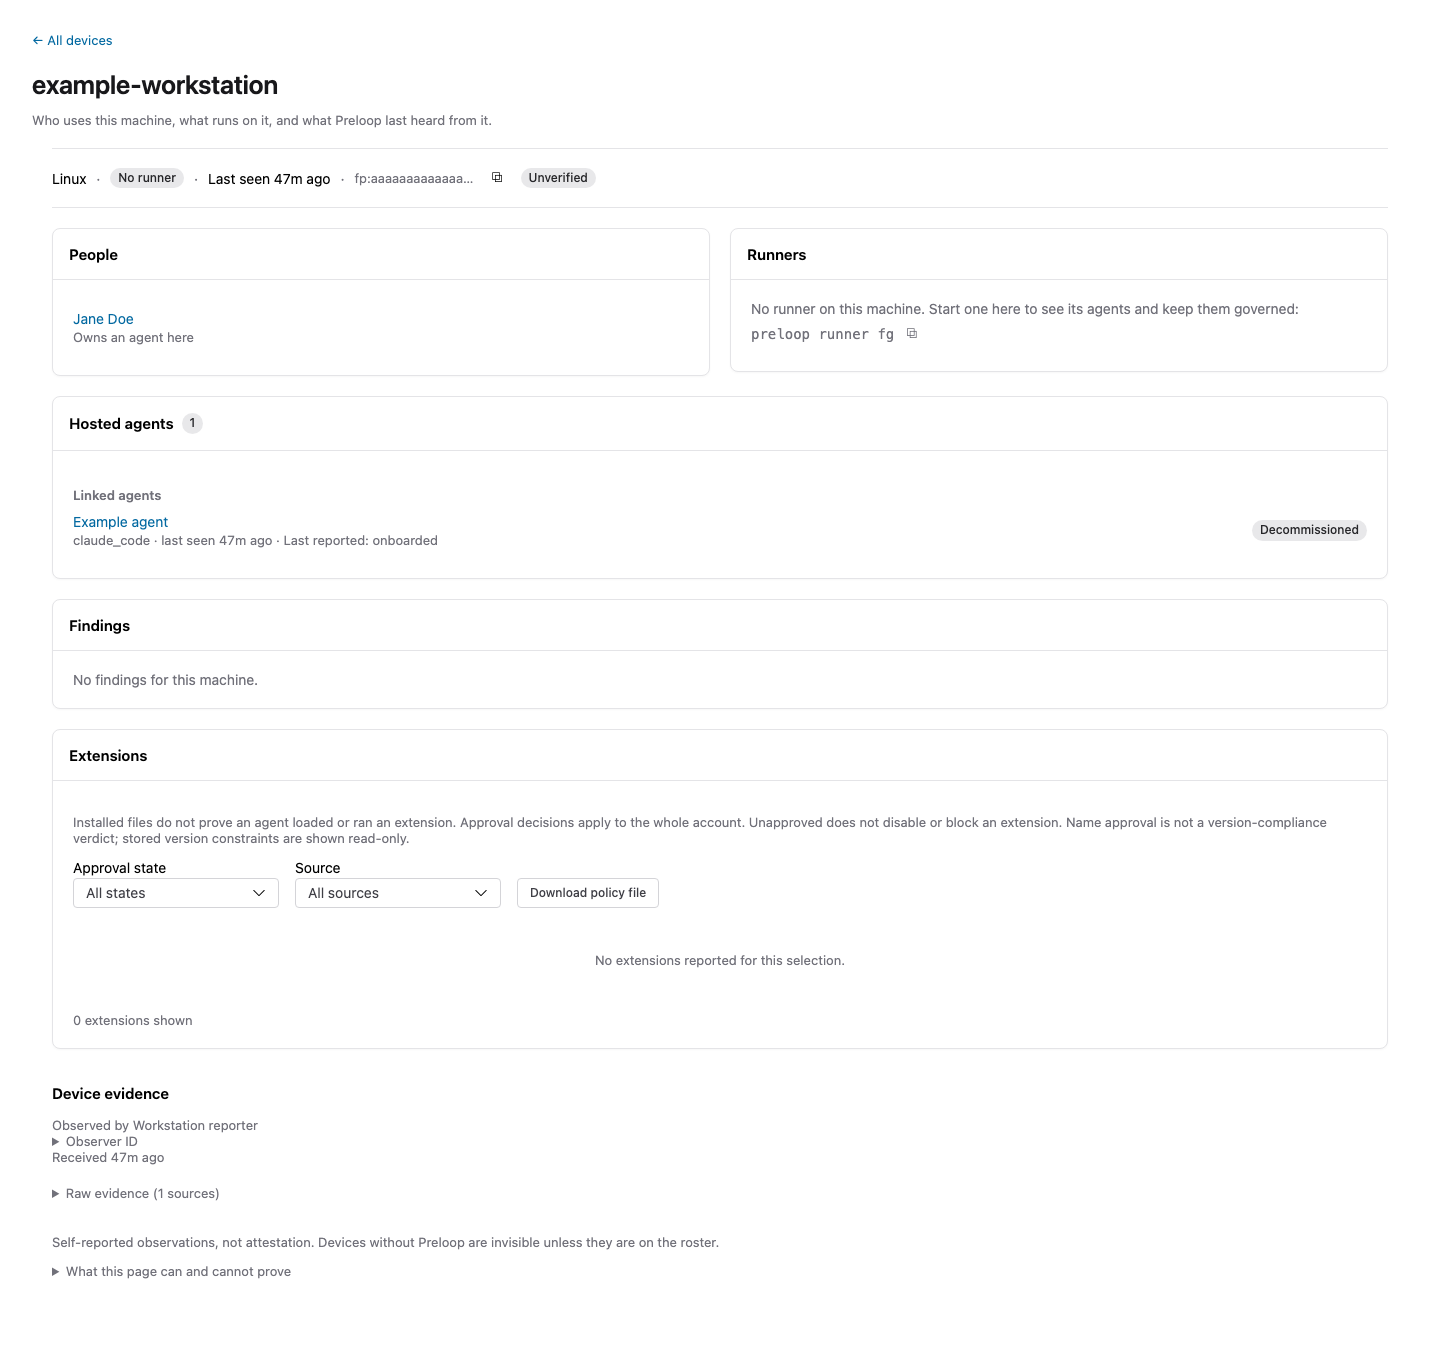 ← All devices
example-workstation
Who uses this machine, what runs on it, and what Preloop last heard from it.
Linux · No runner · Last seen 47m ago · fp:aaaaaaaaaaaaa... Unverified
People
Jane Doe
Owns an agent here
Runners
No runner on this machine. Start one here to see its agents and keep them governed:
preloop runner fg
Hosted agents 1
Linked agents
Example agent
claude_code · last seen 47m ago · Last reported: onboarded
Decommissioned
Findings
No findings for this machine.
Extensions
Installed files do not prove an agent loaded or ran an extension. Approval decisions apply to the whole account. Unapproved does not disable or block an extension. Name approval is not a version-compliance
verdict; stored version constraints are shown read-only.
Approval state Source
All states All sources Download policy file
No extensions reported for this selection.
0 extensions shown
Device evidence
Observed by Workstation reporter
Observer ID
Received 47m ago
Raw evidence (1 sources)
Self-reported observations, not attestation. Devices without Preloop are invisible unless they are on the roster.
What this page can and cannot prove